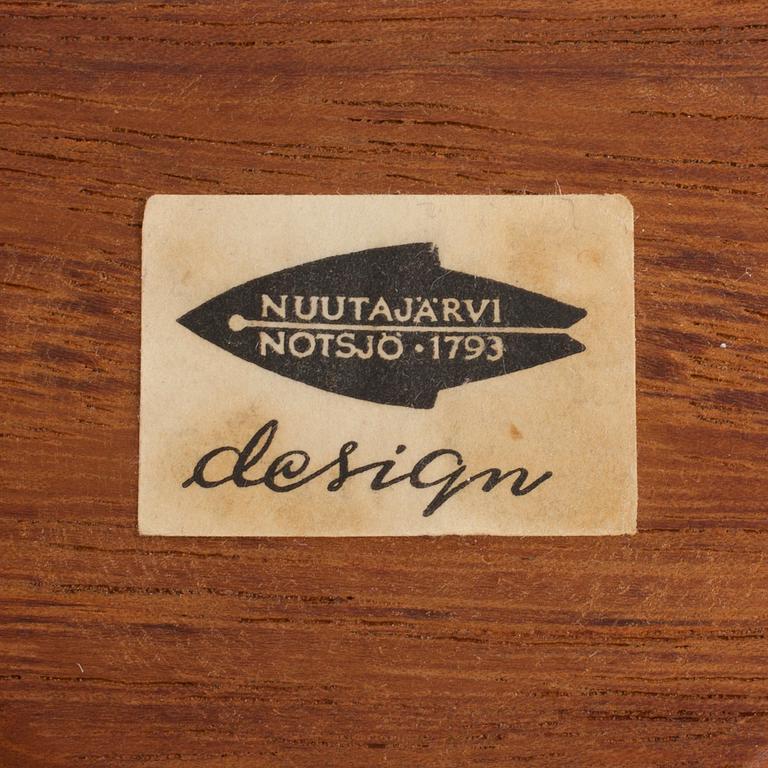 NUUTAJÄRVI
NOTSJÖ · 1793
design